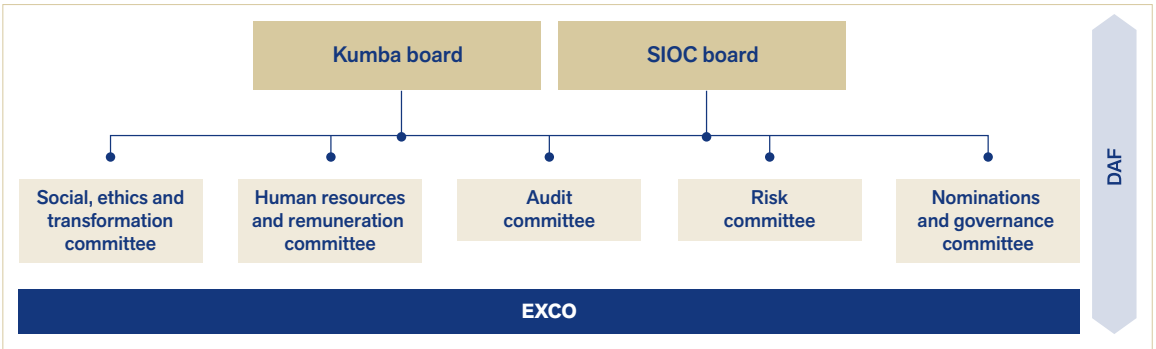 Kumba board
SIOC board
Social, ethics and
transformation
committee
Human resources
and remuneration
committee
Audit
committee
Risk
committee
Nominations
and governance
committee
EXCO
DAF